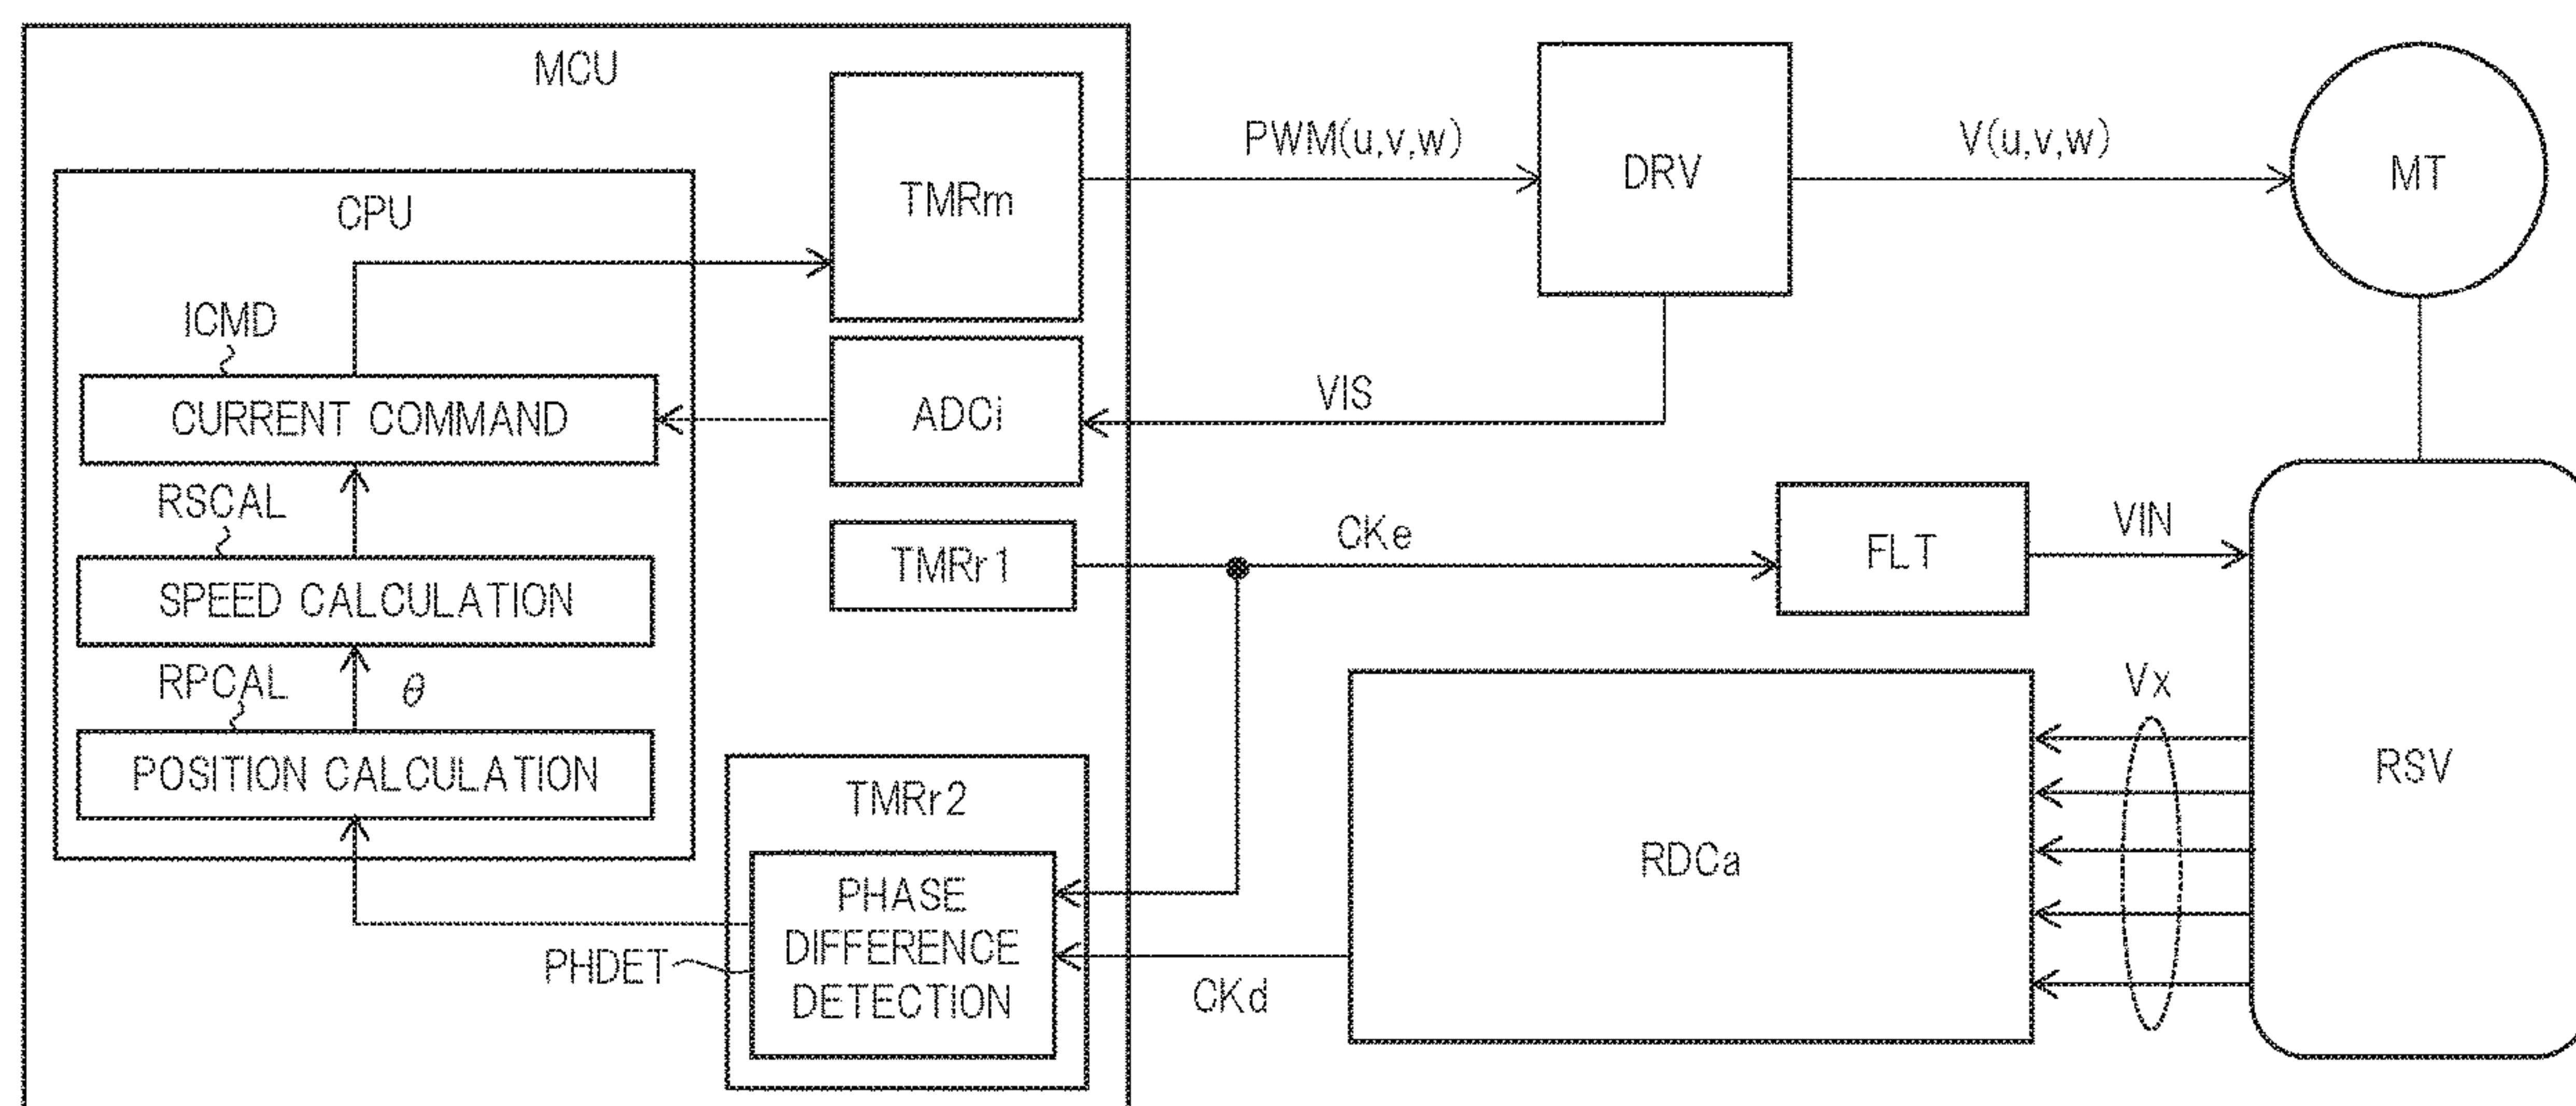 MCU
CPU
TMRm
PWM(u,v,w)
DRV
V(u,v,w)
MT
ICMD
CURRENT COMMAND
ADCi
VIS
RSCAL
SPEED CALCULATION
TMRr1
CKe
FLT
VIN
RPCAL
θ
POSITION CALCULATION
TMRr2
PHASE
DIFFERENCE
DETECTION
PHDET
CKd
RDCa
Vx
RSV